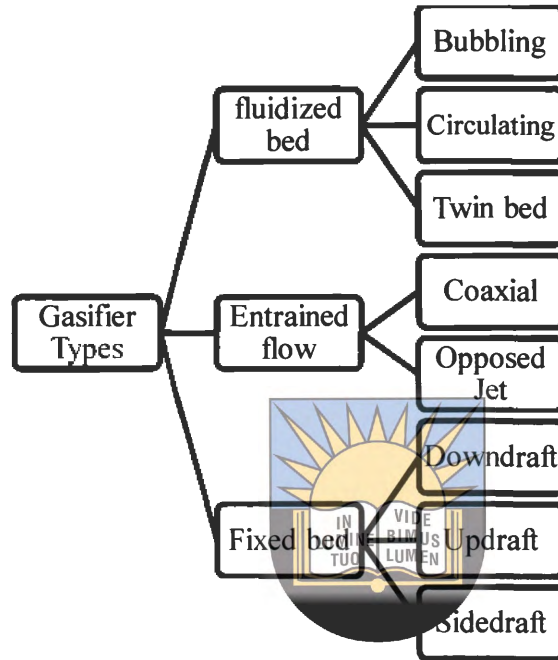 Bubbling
fluidized
bed
Circulating
Twin bed
Gasifier
Types
Entrained
flow
Coaxial
Opposed
Jet
Fixed bed
Downdraft
Updraft
Sidedraft
IN
TUO
VIDE
BIMUS
LUMEN